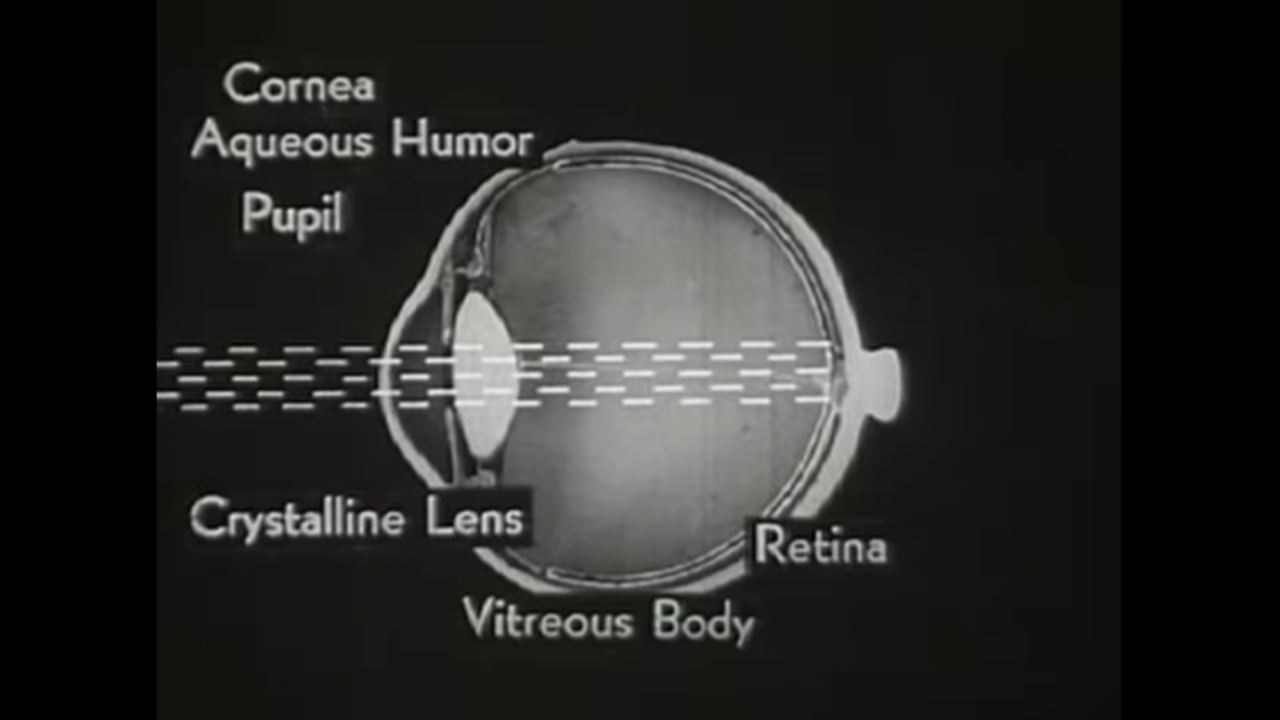 Cornea
Aqueous Humor
Pupil
Crystalline Lens
Retina
Vitreous Body